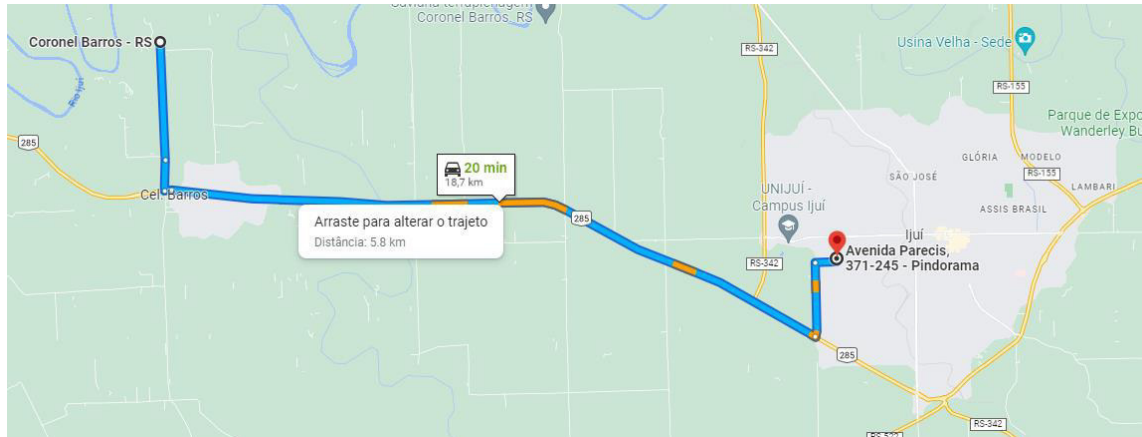 Coronel Barros, RS
Coronel Barros - RS
Rio Ijuí
RS-342
Usina Velha - Sede
RS-155
Parque de Expo
Wanderley Bu
285
Cel. Barros
20 min
18,7 km
Arraste para alterar o trajeto
Distância: 5.8 km
285
UNIJUÍ -
Campus Ijuí
GLÓRIA
MODELO
RS-155
SÃO JOSÉ
LAMBARI
ASSIS BRASIL
Ijuí
Avenida Parecis,
371-245 - Pindorama
RS-342
285
RS-342